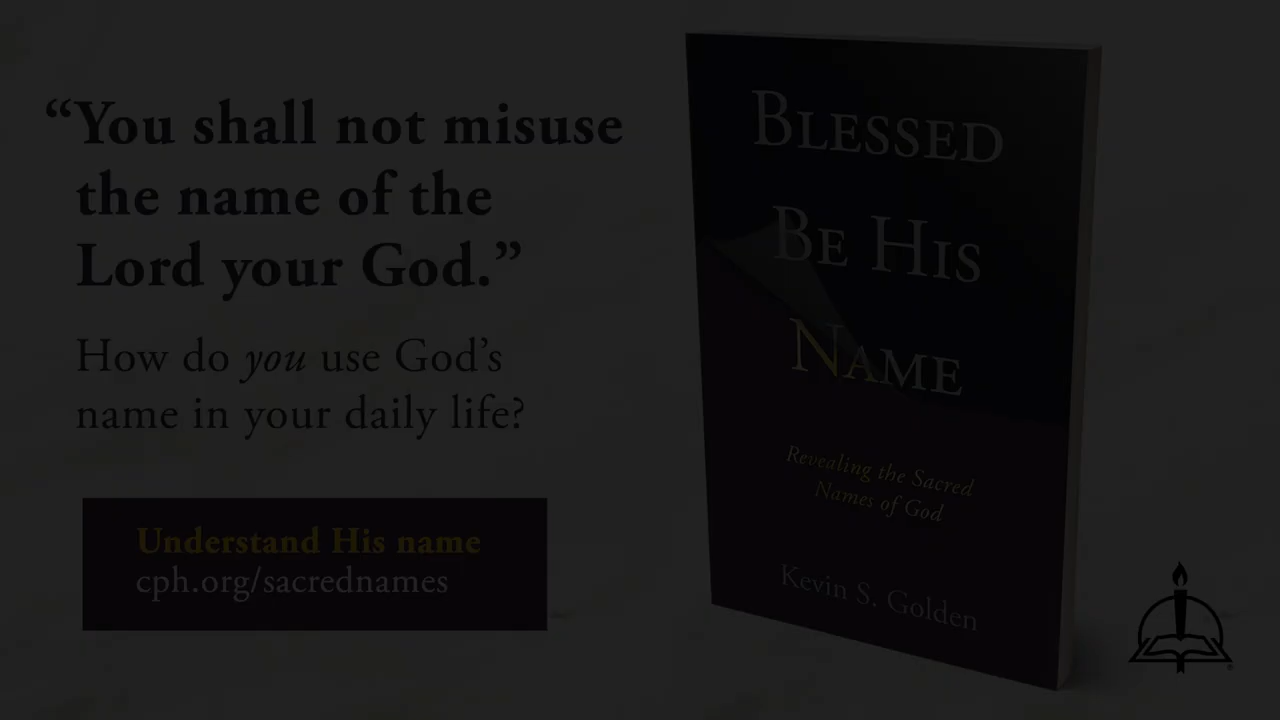 “You shall not misuse
the name of the
Lord your God.”
How do you use God’s
name in your daily life?
Understand His name
cph.org/sacrednames
BLESSED
BE HIS
NAME
Revealing the Sacred
Names of God
Kevin S. Golden
®